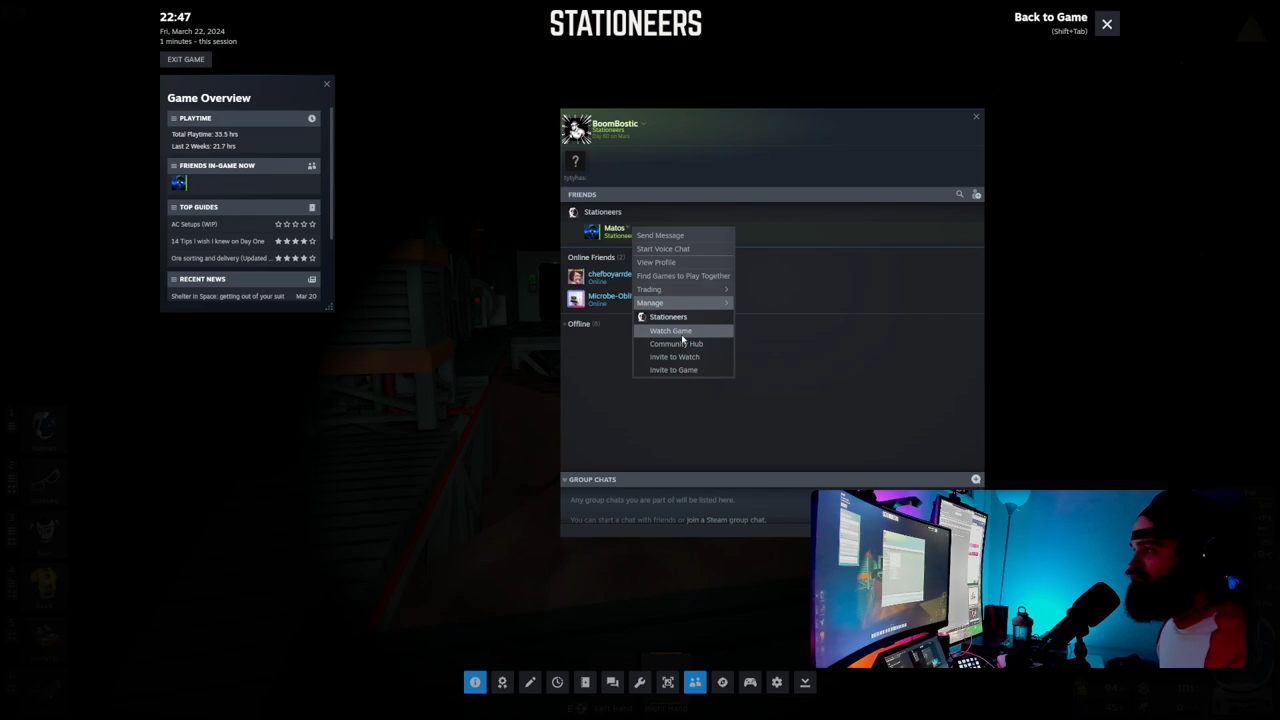 22:47
Fri, March 22, 2024
1 minutes - this session
EXIT GAME
STATIONEERS
Back to Game
(Shift+Tab)
Game Overview
PLAYTIME
Total Playtime: 33.5 hrs
Last 2 Weeks: 21.7 hrs
FRIENDS IN-GAME NOW
TOP GUIDES
AC Setups (WIP)
14 Tips I wish I knew on Day One
Ore sorting and delivery (Updated ...
RECENT NEWS
Shelter in Space: getting out of your suit Mar 20
BoomBostic
Stationeers
?
FRIENDS
Stationeers
Matos
Online Friends (2)
chefboyarrde
Online
Microbe-Obli
Online
Offline
Send Message
Start Voice Chat
View Profile
Find Games to Play Together
Trading
Manage
Stationeers
Watch Game
Community Hub
Invite to Watch
Invite to Game
GROUP CHATS
Any group chats you are part of will be listed here.
You can start a chat with friends or join a Steam group chat.
Left hand
Right hand